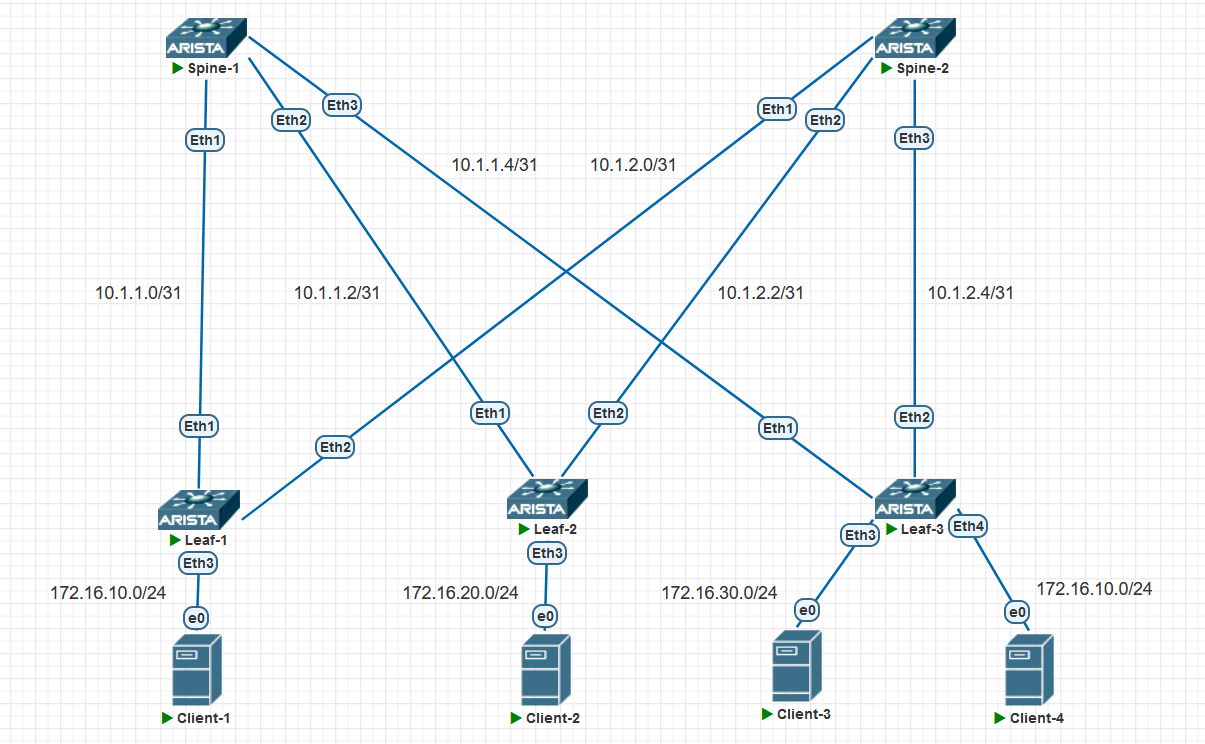 ARISTA
Spine-1
ARISTA
Spine-2
Eth3
Eth2
Eth1
Eth1
Eth2
Eth3
10.1.1.4/31
10.1.2.0/31
10.1.1.0/31
10.1.1.2/31
10.1.2.2/31
10.1.2.4/31
Eth1
Eth2
Eth1
Eth2
Eth1
Eth2
ARISTA
Leaf-1
ARISTA
Leaf-2
ARISTA
Leaf-3
Eth3
Eth3
Eth3
Eth4
172.16.10.0/24
172.16.20.0/24
172.16.30.0/24
172.16.10.0/24
e0
e0
e0
e0
Client-1
Client-2
Client-3
Client-4